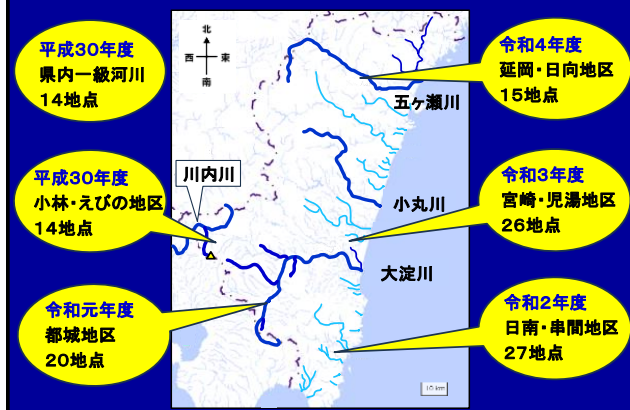 平成30年度
県内一級河川
14地点
北
西 東
南
令和4年度
延岡・日向地区
15地点
五ヶ瀬川
平成30年度
小林・えびの地区
14地点
川内川
小丸川
令和3年度
宮崎・児湯地区
26地点
大淀川
令和元年度
都城地区
20地点
令和2年度
日南・串間地区
27地点
10 km